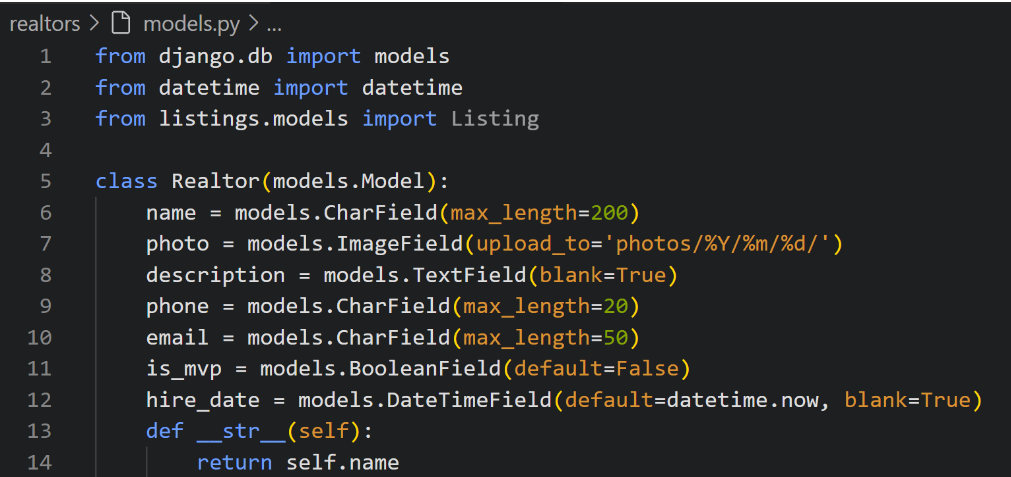 realtors > models.py > ...
1 from django.db import models
2 from datetime import datetime
3 from listings.models import Listing
4
5 class Realtor(models.Model):
6     name = models.CharField(max_length=200)
7     photo = models.ImageField(upload_to='photos/%Y/%m/%d/')
8     description = models.TextField(blank=True)
9     phone = models.CharField(max_length=20)
10     email = models.CharField(max_length=50)
11     is_mvp = models.BooleanField(default=False)
12     hire_date = models.DateTimeField(default=datetime.now, blank=True)
13     def __str__(self):
14         return self.name